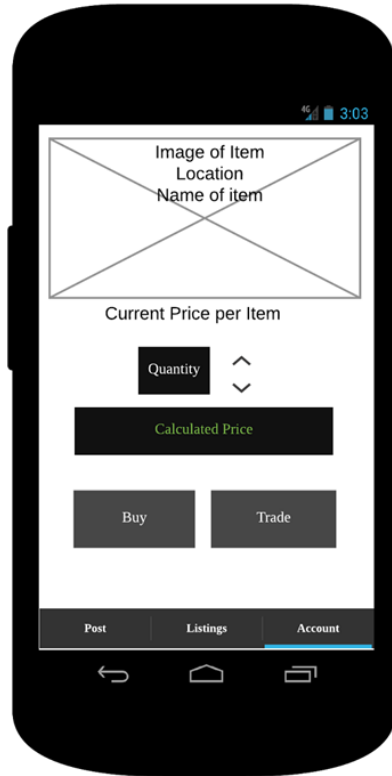 4G 3:03
Image of Item
Location
Name of item
Current Price per Item
Quantity
Calculated Price
Buy Trade
Post Listings Account